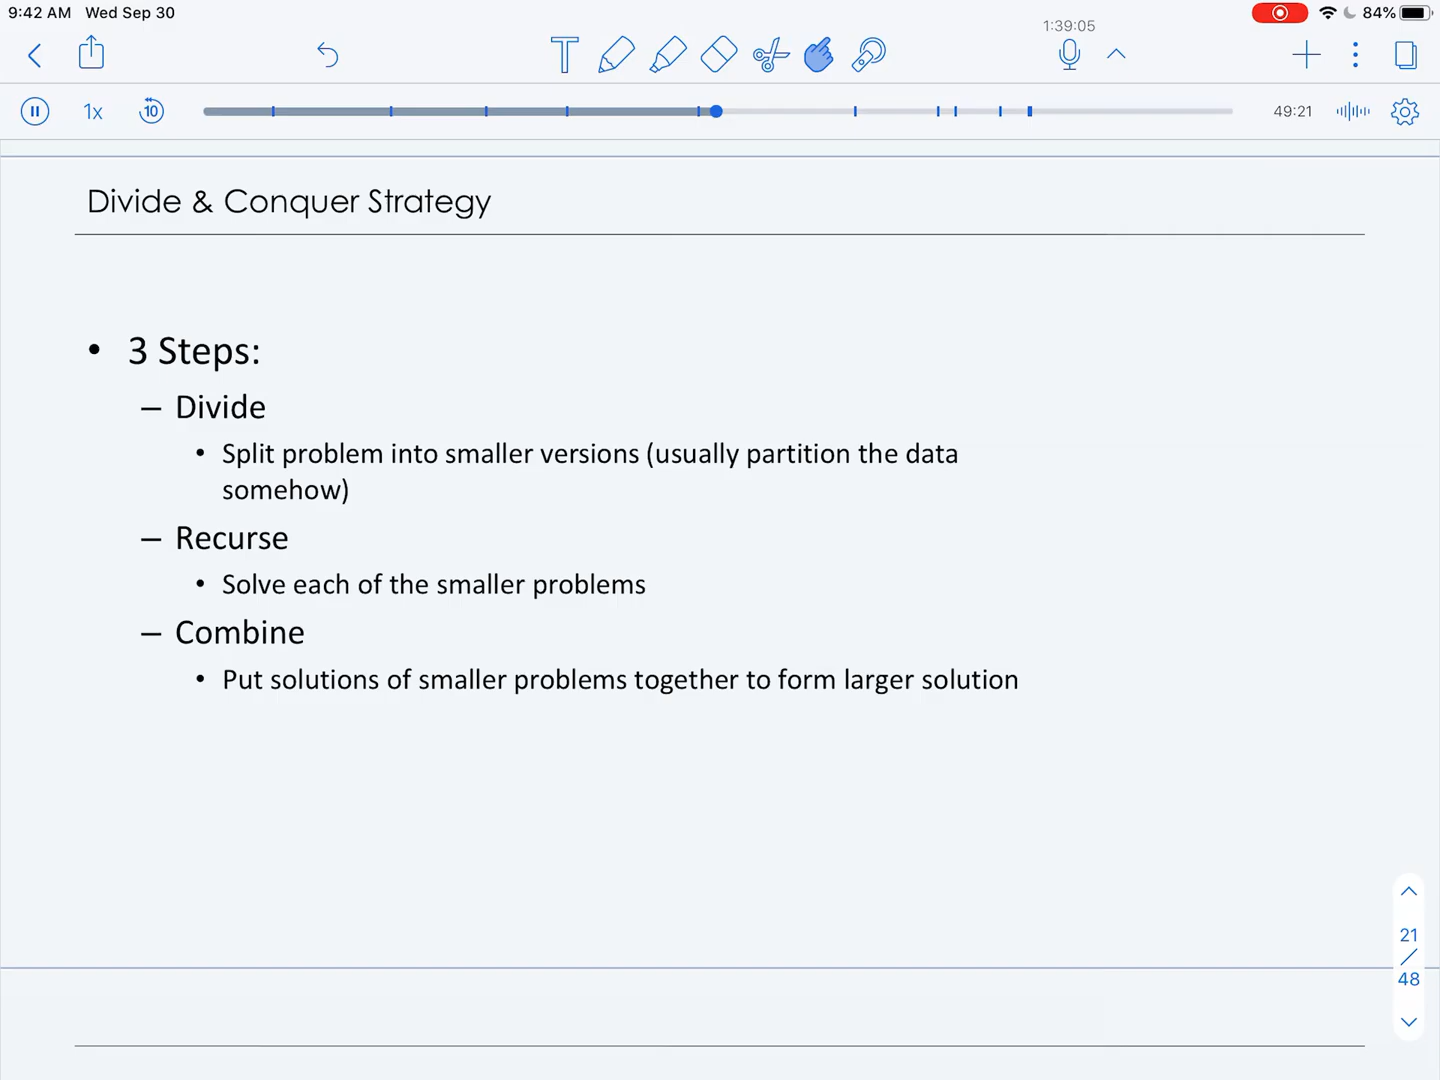 9:42 AM Wed Sep 30
84%
1:39:05
T
1x
10
49:21
Divide & Conquer Strategy
• 3 Steps:
– Divide
• Split problem into smaller versions (usually partition the data
somehow)
– Recurse
• Solve each of the smaller problems
– Combine
• Put solutions of smaller problems together to form larger solution
21
/
48